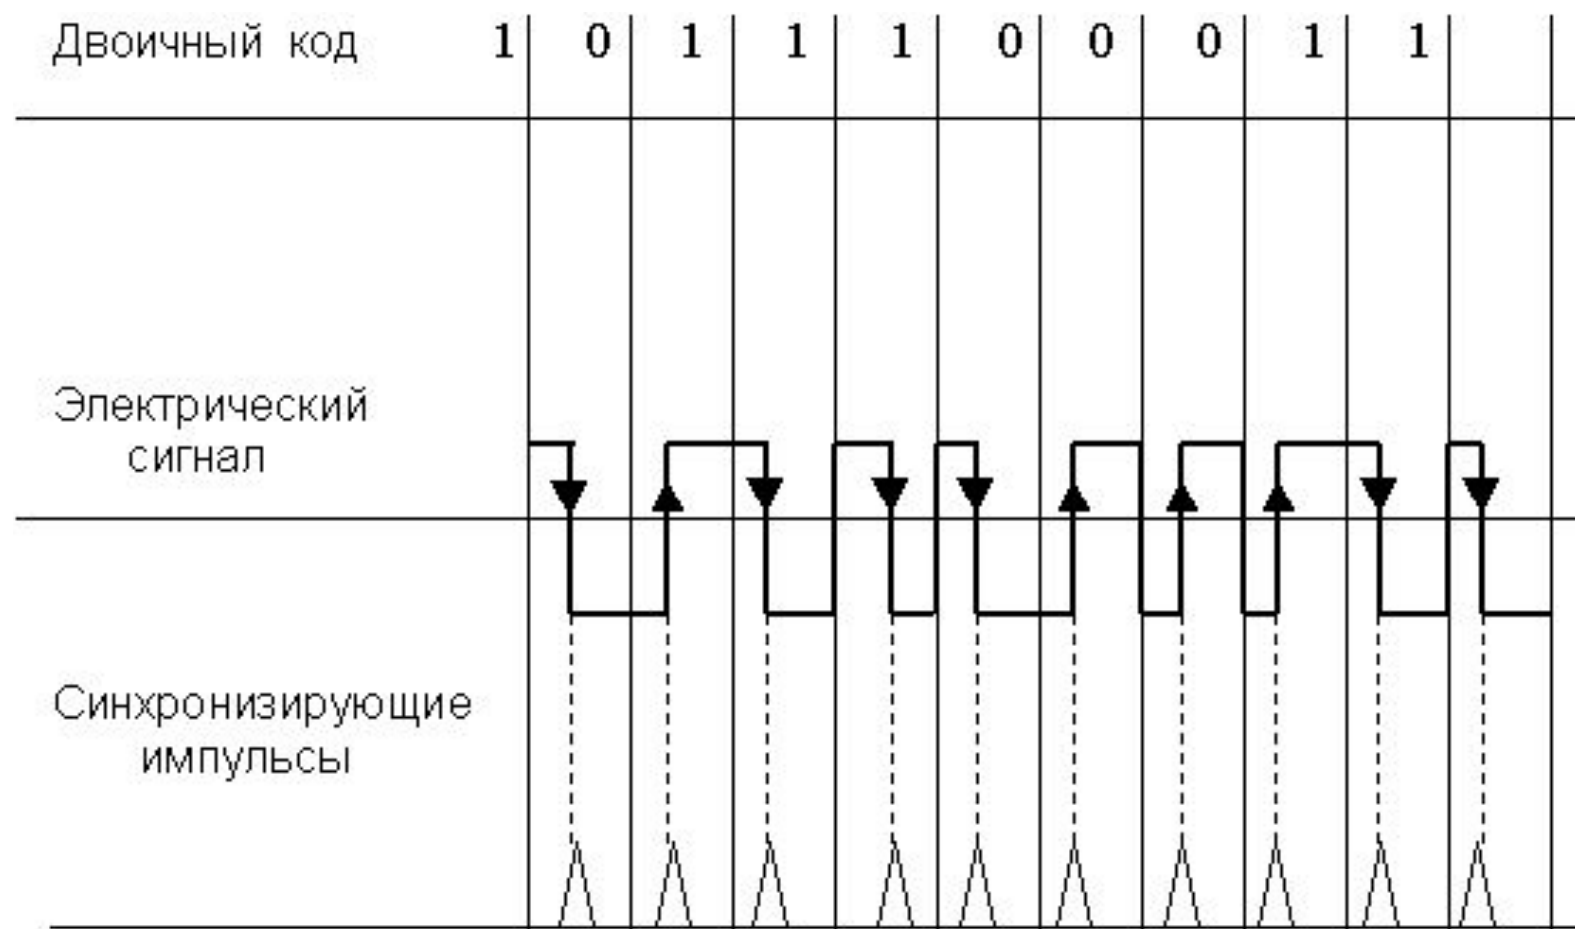 Двоичный код 1 0 1 1 1 0 0 0 1 1
Электрический
сигнал
Синхронизирующие
импульсы